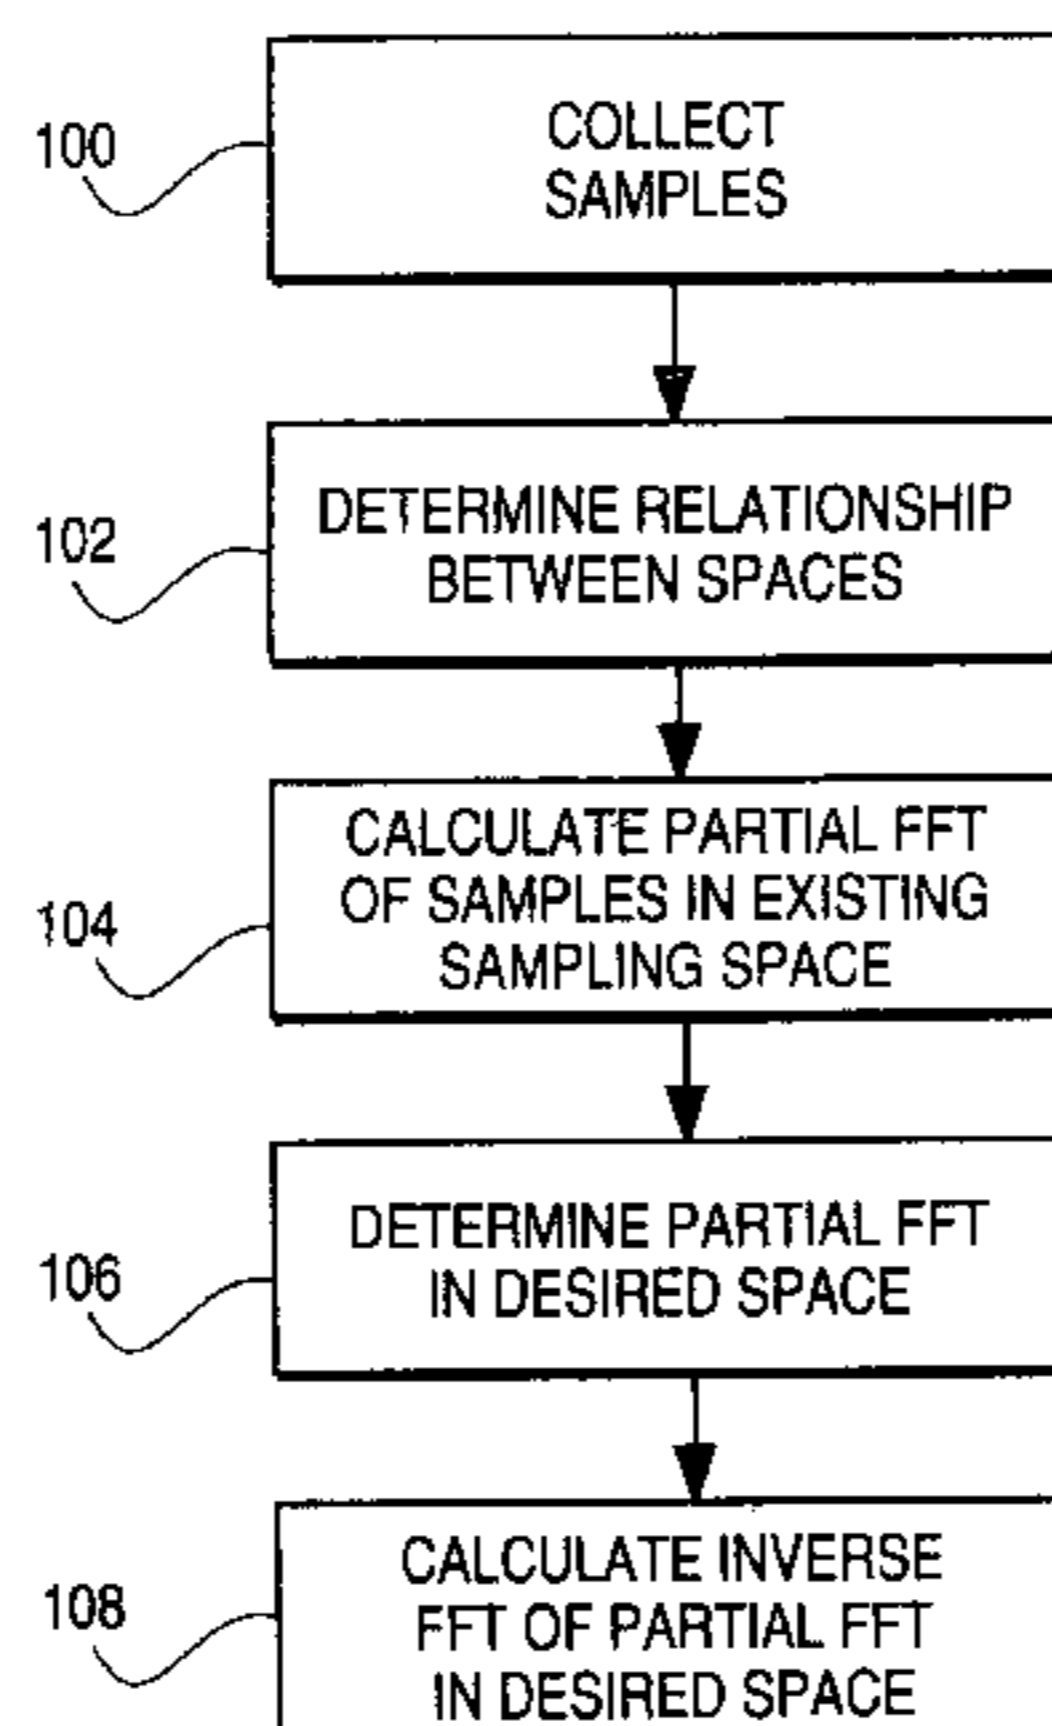 100
COLLECT
SAMPLES
102
DETERMINE RELATIONSHIP
BETWEEN SPACES
104
CALCULATE PARTIAL FFT
OF SAMPLES IN EXISTING
SAMPLING SPACE
106
DETERMINE PARTIAL FFT
IN DESIRED SPACE
108
CALCULATE INVERSE
FFT OF PARTIAL FFT
IN DESIRED SPACE